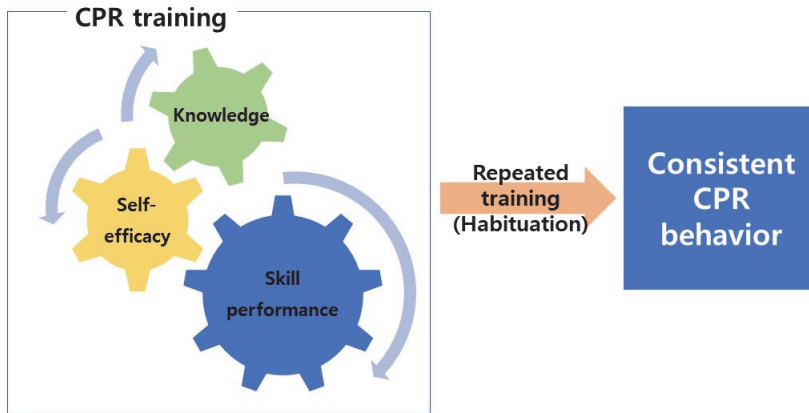 CPR training
Knowledge
Self-
efficacy
Skill
performance
Repeated
training
(Habituation)
Consistent
CPR
behavior